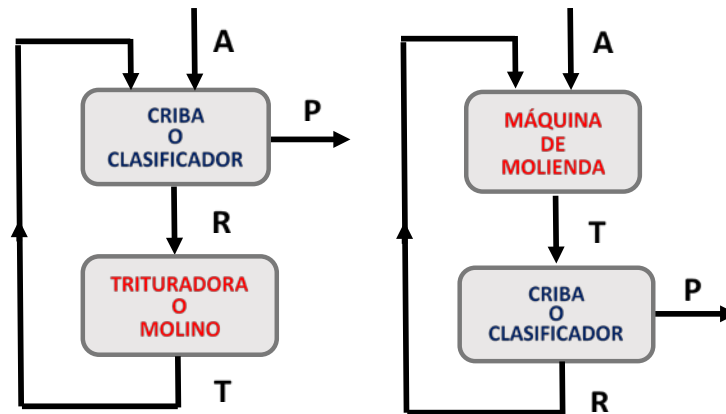 A
CRIBA
O
CLASIFICADOR
P
R
TRITURADORA
O
MOLINO
T
A
MÁQUINA
DE
MOLIENDA
T
CRIBA
O
CLASIFICADOR
P
R